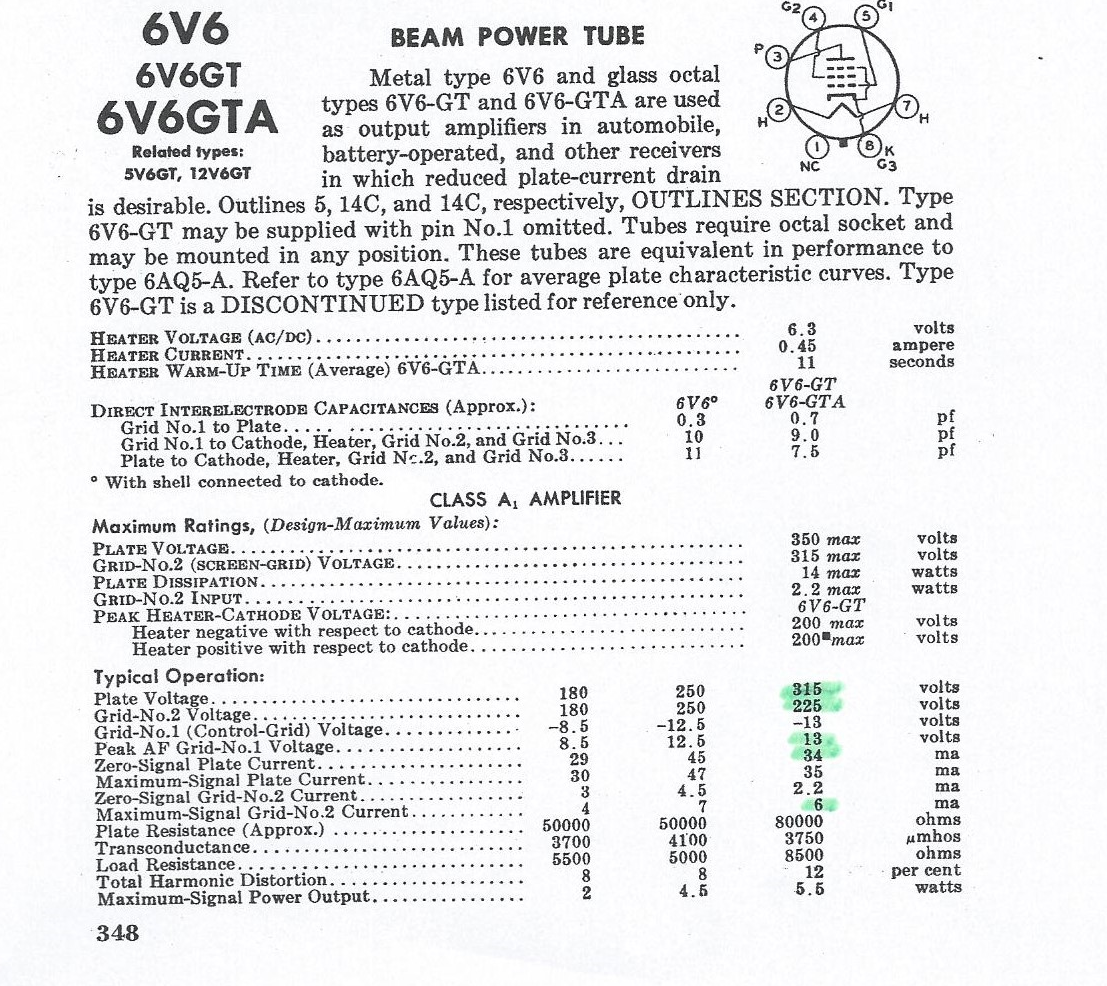 6V6
6V6GT
6V6GTA
Related types:
5V6GT, 12V6GT
BEAM POWER TUBE
Metal type 6V6 and glass octal
types 6V6-GT and 6V6-GTA are used
as output amplifiers in automobile,
battery-operated, and other receivers
in which reduced plate-current drain
is desirable. Outlines 5, 14C, and 14C, respectively, OUTLINES SECTION. Type
6V6-GT may be supplied with pin No.1 omitted. Tubes require octal socket and
may be mounted in any position. These tubes are equivalent in performance to
type 6AQ5-A. Refer to type 6AQ5-A for average plate characteristic curves. Type
6V6-GT is a DISCONTINUED type listed for reference only.
G2 4 5 G1
P 3
H 2 7 H
1 8 K
NC G3
HEATER VOLTAGE (AC/DC) 6.3 volts
HEATER CURRENT 0.45 ampere
HEATER WARM-UP TIME (Average) 6V6-GTA 11 seconds
6V6-GT
DIRECT INTERELECTRODE CAPACITANCES (Approx.): 6V6° 6V6-GTA
Grid No.1 to Plate 0.3 0.7 pf
Grid No.1 to Cathode, Heater, Grid No.2, and Grid No.3 10 9.0 pf
Plate to Cathode, Heater, Grid No.2, and Grid No.3 11 7.5 pf
° With shell connected to cathode.
CLASS A1 AMPLIFIER
Maximum Ratings, (Design-Maximum Values):
PLATE VOLTAGE 350 max volts
GRID-NO.2 (SCREEN-GRID) VOLTAGE 315 max volts
PLATE DISSIPATION 14 max watts
GRID-NO.2 INPUT 2.2 max watts
PEAK HEATER-CATHODE VOLTAGE: 6V6-GT
Heater negative with respect to cathode 200 max volts
Heater positive with respect to cathode 200■max volts
Typical Operation:
Plate Voltage 180 250 315 volts
Grid-No.2 Voltage 180 250 225 volts
Grid-No.1 (Control-Grid) Voltage -8.5 -12.5 -13 volts
Peak AF Grid-No.1 Voltage 8.5 12.5 13 volts
Zero-Signal Plate Current 29 45 34 ma
Maximum-Signal Plate Current 30 47 35 ma
Zero-Signal Grid-No.2 Current 3 4.5 2.2 ma
Maximum-Signal Grid-No.2 Current 4 7 6 ma
Plate Resistance (Approx.) 50000 50000 80000 ohms
Transconductance 3700 4100 3750 µmhos
Load Resistance 5500 5000 8500 ohms
Total Harmonic Distortion 8 8 12 per cent
Maximum-Signal Power Output 2 4.5 5.5 watts
348